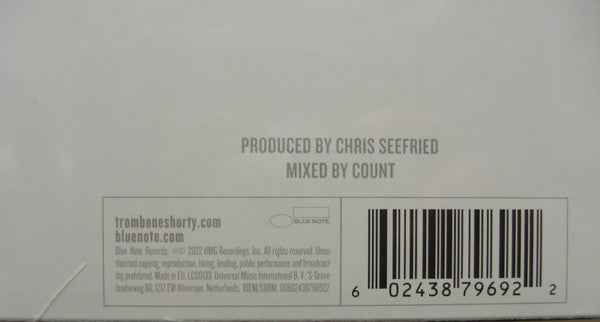 PRODUCED BY CHRIS SEEFRIED
MIXED BY COUNT
tromboneshorty.com
bluenote.com
BLUE NOTE.
Blue Note Records; ℗© 2022 UMG Recordings, Inc. All rights reserved. Unau-
thorised copying, reproduction, hiring, lending, public performance and broadcast-
ing prohibited. Made in EU. LC00133. Universal Music International B. V. 'S Grave-
landseweg 80, 1217 EW Hilversum, Netherlands. BIEM/SDRM. 00602438796922
6 02438 79692 2